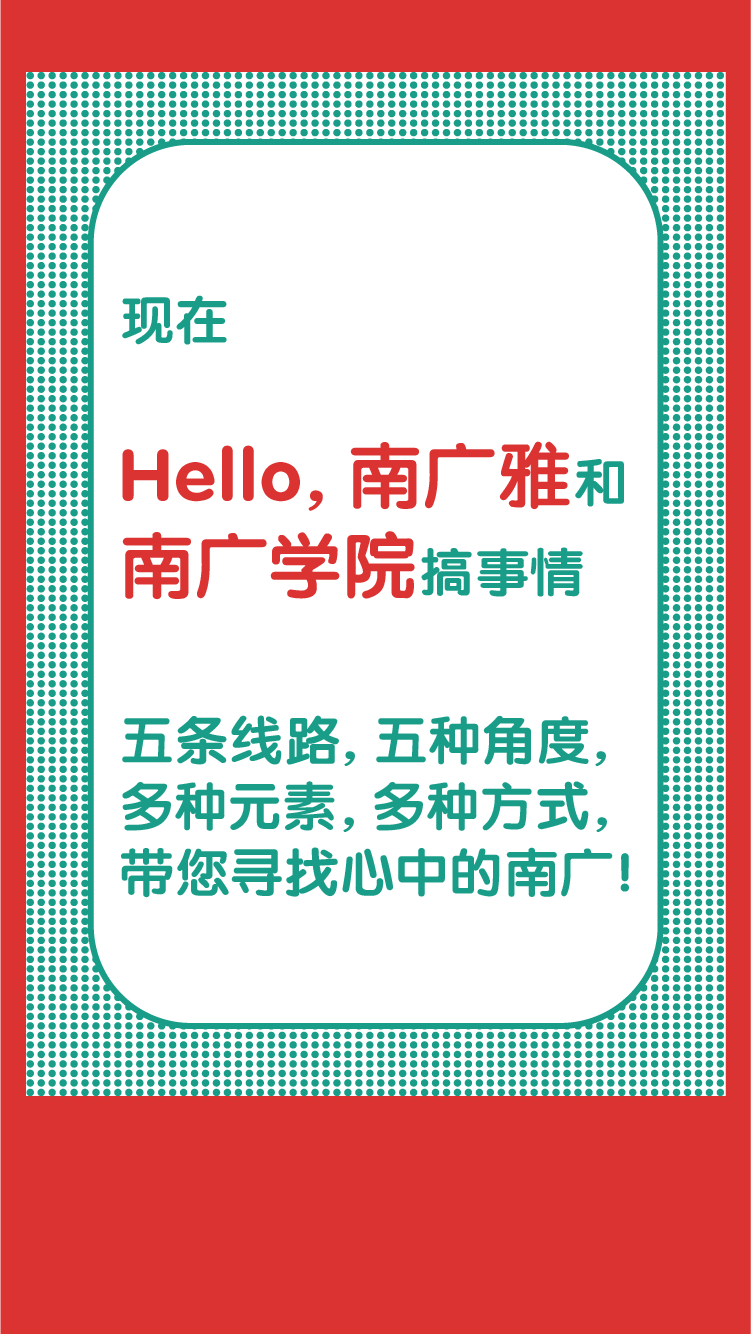 现在
Hello, 南广雅和
南广学院搞事情
五条线路, 五种角度,
多种元素, 多种方式,
带您寻找心中的南广!